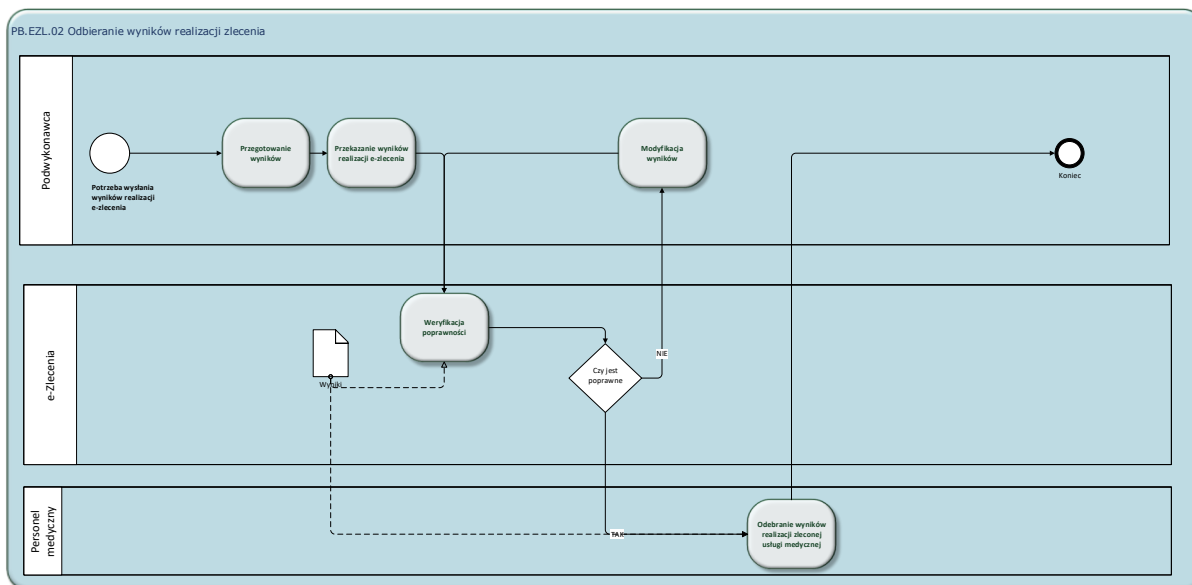 PB.EZL.02 Odbieranie wyników realizacji zlecenia
Podwykonawca
Potrzeba wysłania
wyników realizacji
e-zlecenia
Przegotowanie
wyników
Przekazanie wyników
realizacji e-zlecenia
Modyfikacja
wyników
Koniec
e-Zlecenia
Wyniki
Weryfikacja
poprawności
Czy jest
poprawne
NIE
Personel
medyczny
TAK
Odebranie wyników
realizacji zleconej
usługi medycznej